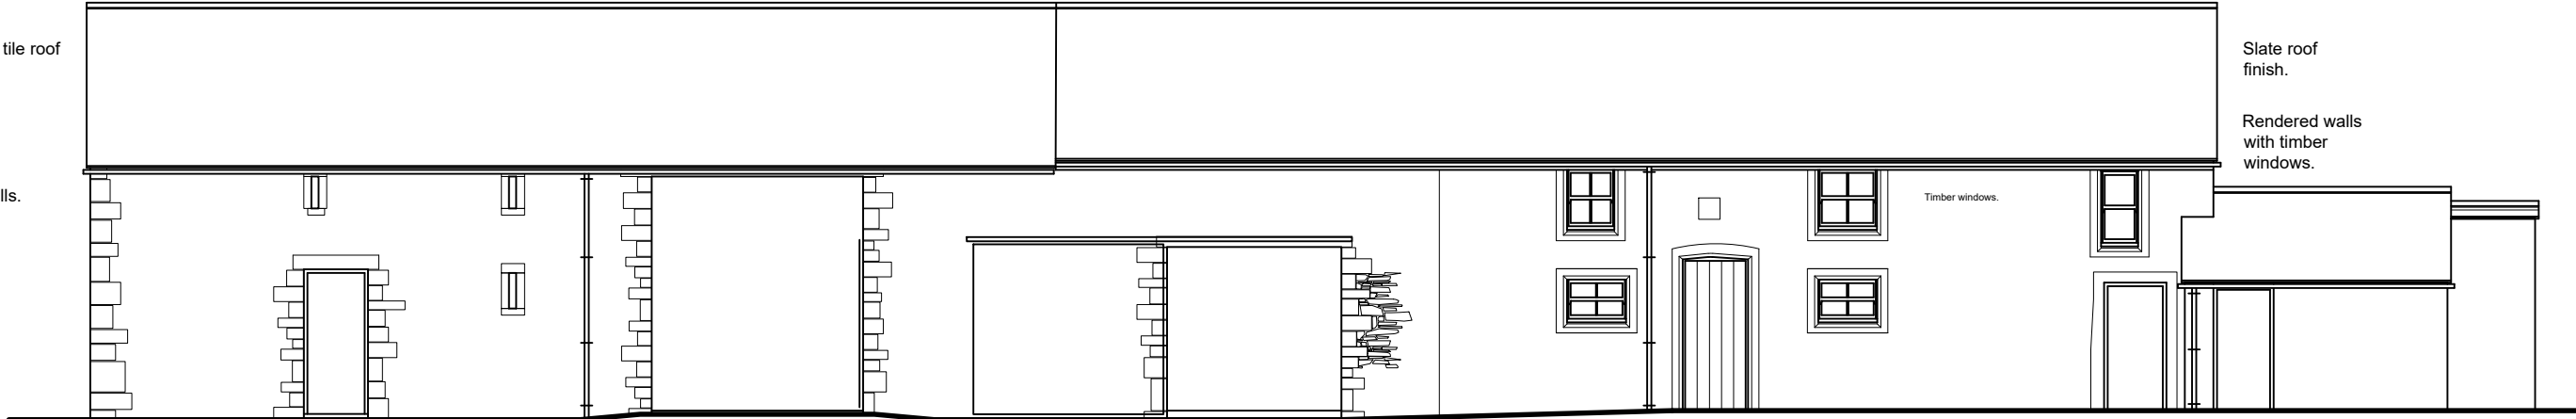 tile roof
lls.
Timber windows.
Slate roof
finish.
Rendered walls
with timber
windows.